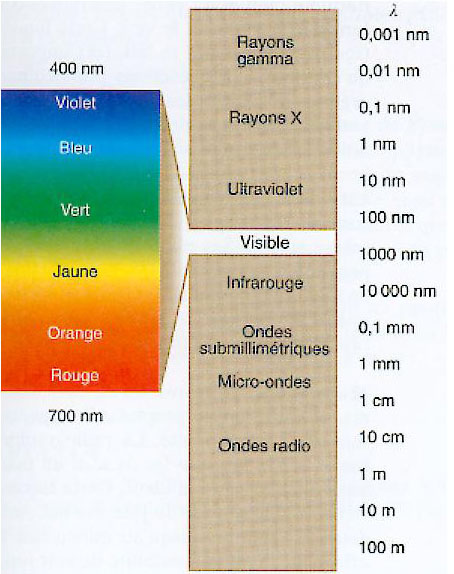 400 nm
Violet
Bleu
Vert
Jaune
Orange
Rouge
700 nm
Rayons
gamma
Rayons X
Ultraviolet
Visible
Infrarouge
Ondes
submillimétriques
Micro-ondes
Ondes radio
λ
0,001 nm
0,01 nm
0,1 nm
1 nm
10 nm
100 nm
1000 nm
10 000 nm
0,1 mm
1 mm
1 cm
10 cm
1 m
10 m
100 m